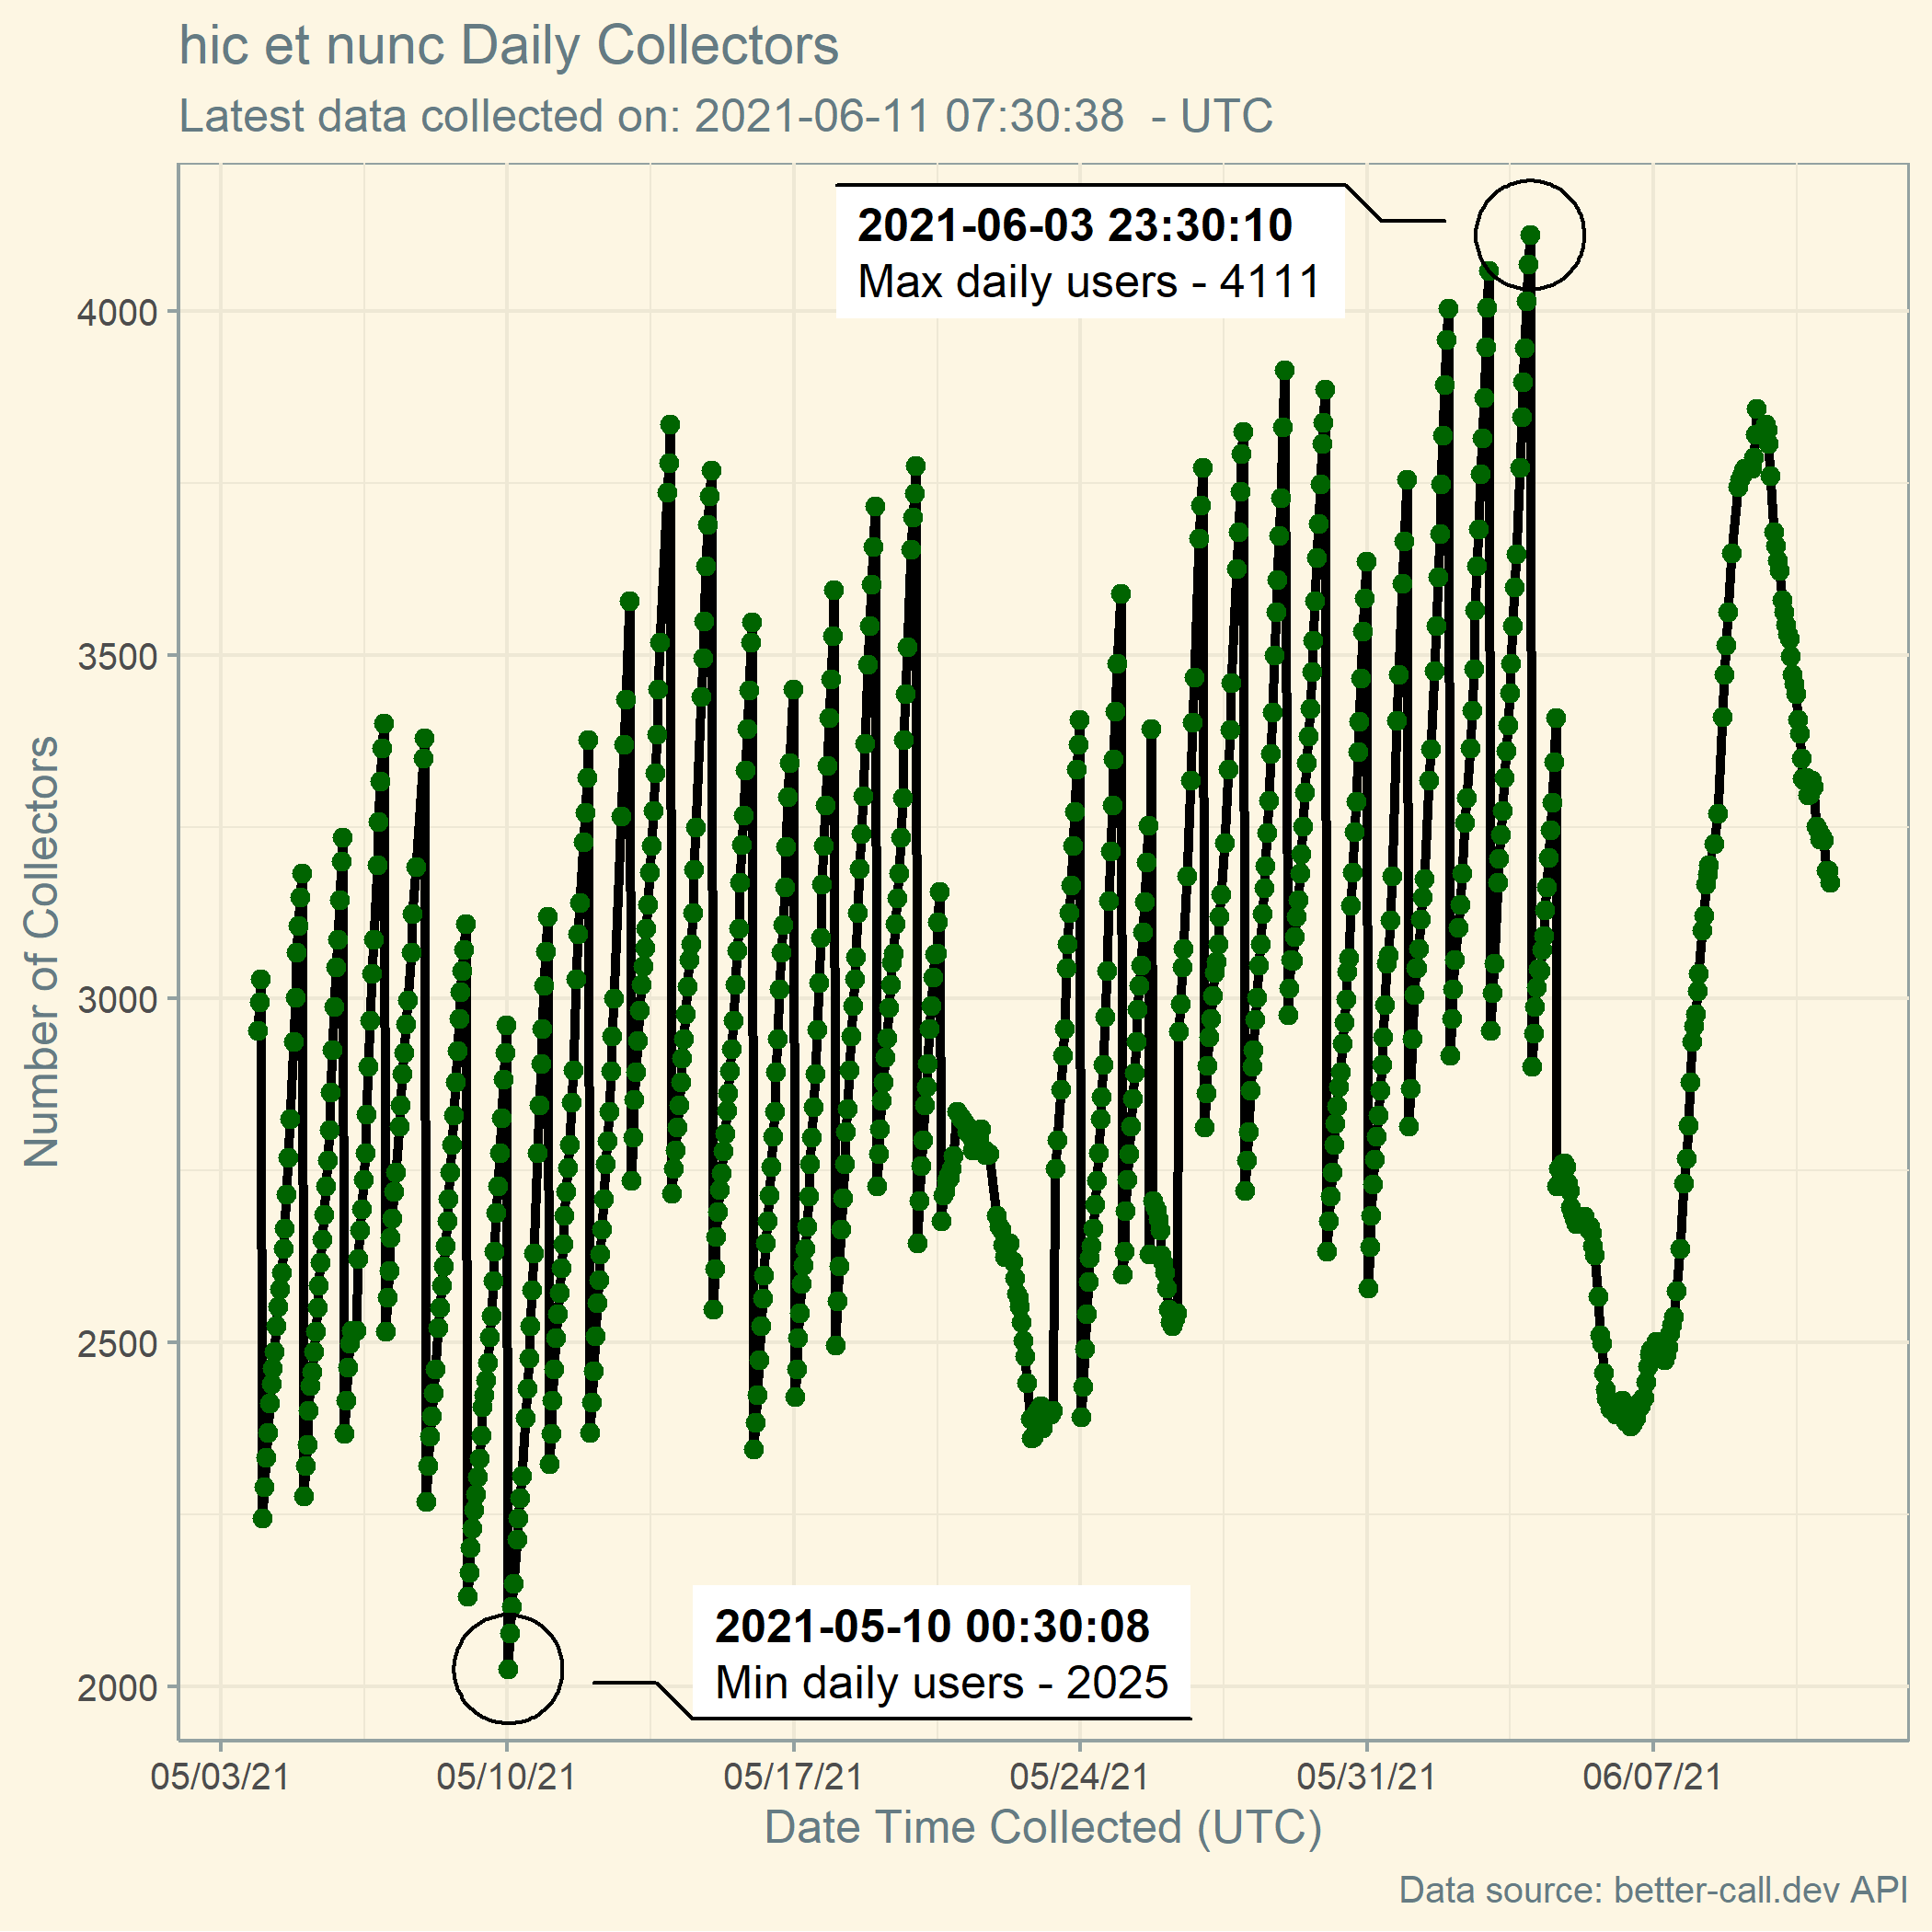 hic et nunc Daily Collectors
Latest data collected on: 2021-06-11 07:30:38  - UTC
2021-06-03 23:30:10
Max daily users - 4111
4000
3500
3000
2500
2000
Number of Collectors
2021-05-10 00:30:08
Min daily users - 2025
05/03/21 05/10/21 05/17/21 05/24/21 05/31/21 06/07/21
Date Time Collected (UTC)
Data source: better-call.dev API